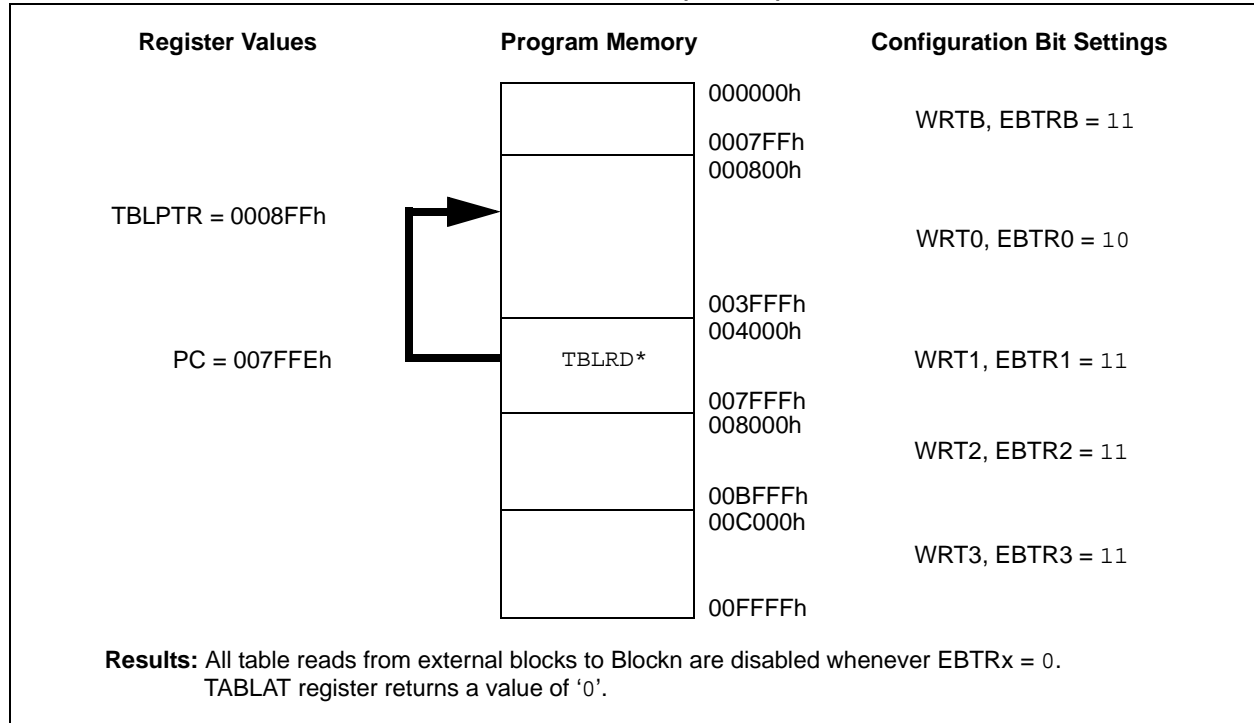 Register Values Program Memory Configuration Bit Settings
000000h
WRTB, EBTRB = 11
0007FFh
000800h
TBLPTR = 0008FFh
WRT0, EBTR0 = 10
003FFFh
004000h
PC = 007FFEh TBLRD* WRT1, EBTR1 = 11
007FFFh
008000h
WRT2, EBTR2 = 11
00BFFFh
00C000h
WRT3, EBTR3 = 11
00FFFFh
Results: All table reads from external blocks to Blockn are disabled whenever EBTRx = 0.
TABLAT register returns a value of ‘0’.